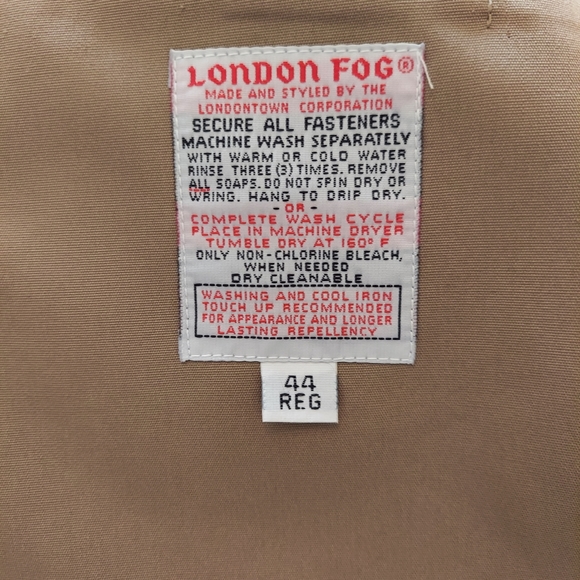 LONDON FOG®
MADE AND STYLED BY THE
LONDONTOWN CORPORATION
SECURE ALL FASTENERS
MACHINE WASH SEPARATELY
WITH WARM OR COLD WATER
RINSE THREE (3) TIMES. REMOVE
ALL SOAPS. DO NOT SPIN DRY OR
WRING. HANG TO DRIP DRY.
- OR -
COMPLETE WASH CYCLE
PLACE IN MACHINE DRYER
TUMBLE DRY AT 160° F
ONLY NON-CHLORINE BLEACH,
WHEN NEEDED
DRY CLEANABLE
WASHING AND COOL IRON
TOUCH UP RECOMMENDED
FOR APPEARANCE AND LONGER
LASTING REPELLENCY
44
REG